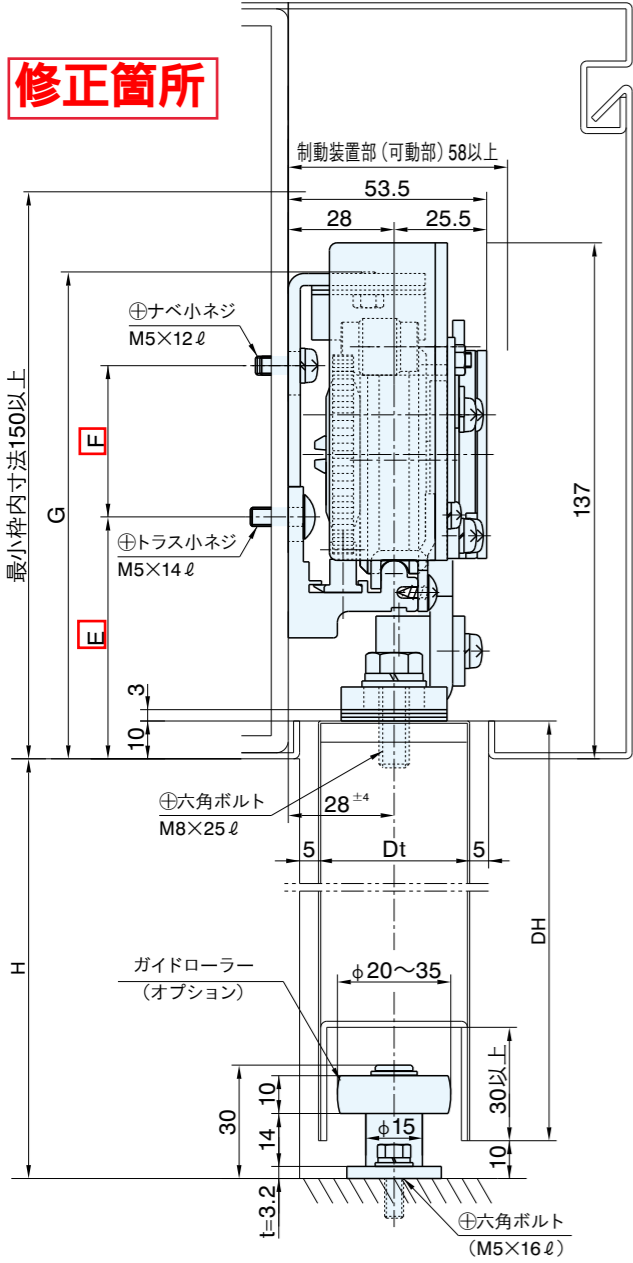 修正箇所
制動装置部(可動部)58以上
53.5
28
25.5
⊕ナベ小ネジ
M5×12ℓ
最小枠内寸法150以上
G
F
137
⊕トラス小ネジ
M5×14ℓ
E
3
10
⊕六角ボルト
M8×25ℓ
28±4
5
Dt
5
H
DH
ガイドローラー
(オプション)
φ20〜35
30以上
30
10
14
φ15
10
t=3.2
⊕六角ボルト
(M5×16ℓ)